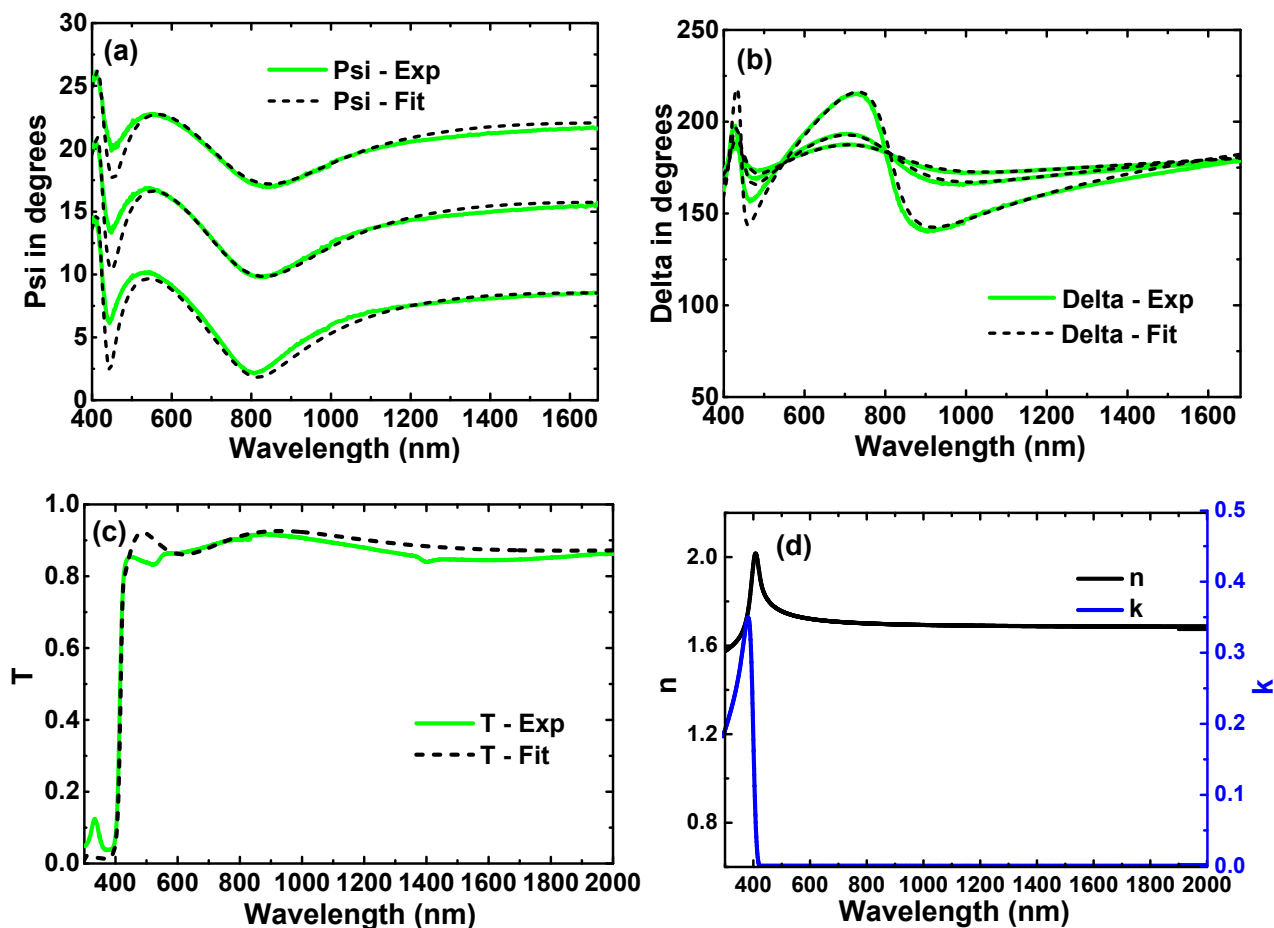 (a)
Psi - Exp
Psi - Fit
30
25
20
15
10
5
0
Psi in degrees
400 600 800 1000 1200 1400 1600
Wavelength (nm)
(b)
250
200
150
100
50
Delta in degrees
Delta - Exp
Delta - Fit
400 600 800 1000 1200 1400 1600
Wavelength (nm)
(c)
1.0
0.8
0.6
0.4
0.2
0.0
T
T - Exp
T - Fit
400 600 800 1000 1200 1400 1600 1800 2000
Wavelength (nm)
(d)
n
k
2.0
1.6
1.2
0.8
n
0.5
0.4
0.3
0.2
0.1
0.0
k
400 600 800 1000 1200 1400 1600 1800 2000
Wavelength (nm)